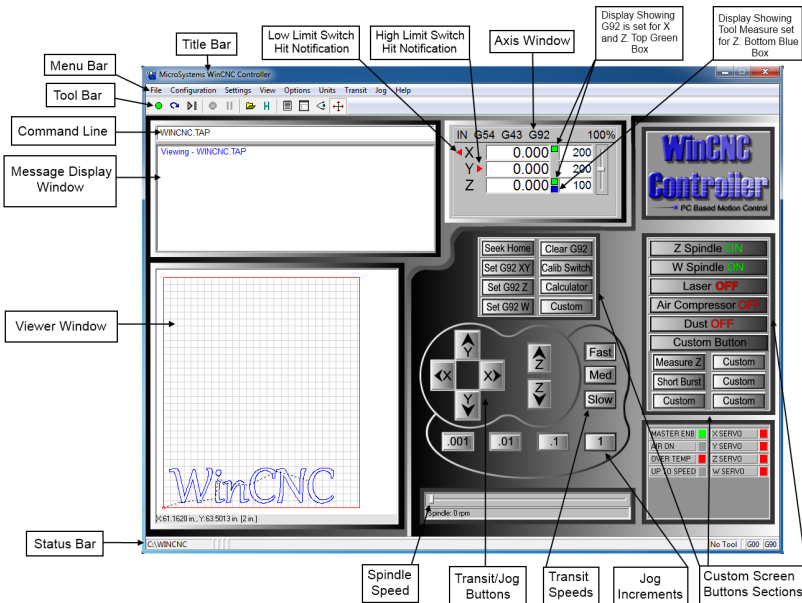 Title Bar
Low Limit Switch
Hit Notification
High Limit Switch
Hit Notification
Axis Window
Display Showing
G92 is set for X
and Z. Top Green
Box
Display Showing
Tool Measure set
for Z. Bottom Blue
Box
Menu Bar
Tool Bar
Command Line
Message Display
Window
Viewer Window
Status Bar
MicroSystems WinCNC Controller
File Configuration Settings View Options Units Transit Jog Help
WINCNC.TAP
Viewing - WINCNC.TAP
IN G54 G43 G92 100%
X 0.000 200
Y 0.000 200
Z 0.000 100
WinCNC
Controller
PC Based Motion Control
Seek Home Clear G92
Set G92 XY Calib Switch
Set G92 Z Calculator
Set G92 W Custom
Z Spindle ON
W Spindle ON
Laser OFF
Air Compressor OFF
Dust OFF
Custom Button
Measure Z Custom
Short Burst Custom
Custom Custom
Y
X X
Y
Z
Z
Fast
Med
Slow
.001 .01 .1 1
MASTER ENB X SERVO
AIR ON Y SERVO
OVER TEMP Z SERVO
UP TO SPEED W SERVO
WinCNC
X:61.1620 in., Y:63.5013 in. [2 in.]
Spindle: 0 rpm
C:\WINCNC No Tool G00 G90
Spindle
Speed
Transit/Jog
Buttons
Transit
Speeds
Jog
Increments
Custom Screen
Buttons Sections